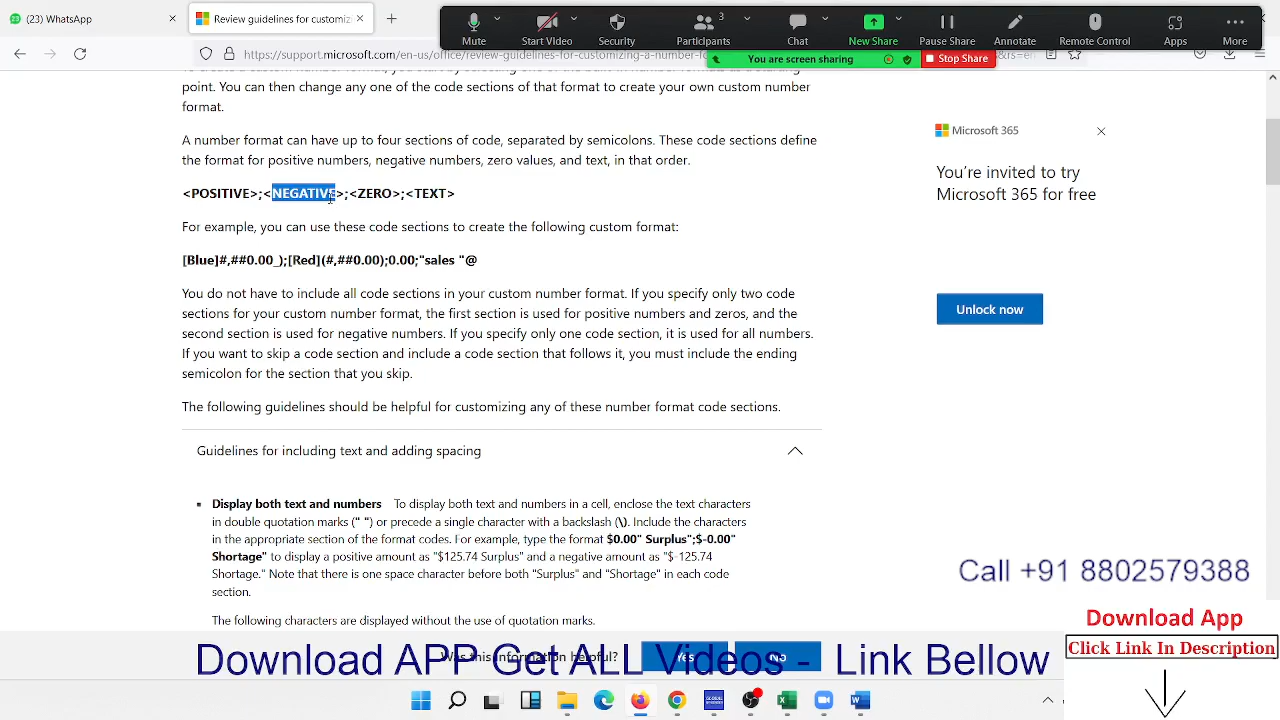 (23) WhatsApp
Review guidelines for customizi
Mute
Start Video
Security
3
Participants
Chat
New Share
Pause Share
Annotate
Remote Control
Apps
More
You are screen sharing
Stop Share
https://support.microsoft.com/en-us/office/review-guidelines-for-customizing-a-number-fo
point. You can then change any one of the code sections of that format to create your own custom number
format.
A number format can have up to four sections of code, separated by semicolons. These code sections define
the format for positive numbers, negative numbers, zero values, and text, in that order.
<POSITIVE>;<NEGATIVE>;<ZERO>;<TEXT>
For example, you can use these code sections to create the following custom format:
[Blue]#,##0.00_);[Red](#,##0.00);0.00;"sales "@
You do not have to include all code sections in your custom number format. If you specify only two code
sections for your custom number format, the first section is used for positive numbers and zeros, and the
second section is used for negative numbers. If you specify only one code section, it is used for all numbers.
If you want to skip a code section and include a code section that follows it, you must include the ending
semicolon for the section that you skip.
The following guidelines should be helpful for customizing any of these number format code sections.
Guidelines for including text and adding spacing
Display both text and numbers To display both text and numbers in a cell, enclose the text characters
in double quotation marks (" ") or precede a single character with a backslash (\). Include the characters
in the appropriate section of the format codes. For example, type the format $0.00" Surplus";$-0.00"
Shortage" to display a positive amount as "$125.74 Surplus" and a negative amount as "$-125.74
Shortage." Note that there is one space character before both "Surplus" and "Shortage" in each code
section.
The following characters are displayed without the use of quotation marks.
Was this information helpful?
Yes
No
Microsoft 365
You're invited to try
Microsoft 365 for free
Unlock now
Call +91 8802579388
Download App
Click Link In Description
Download APP Get ALL Videos - Link Bellow